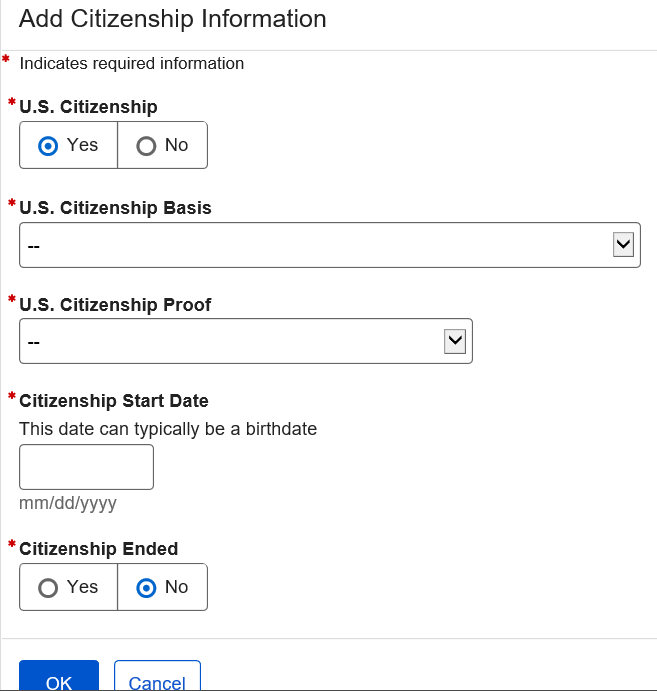 Add Citizenship Information
* Indicates required information
* U.S. Citizenship
Yes No
* U.S. Citizenship Basis
--
* U.S. Citizenship Proof
--
* Citizenship Start Date
This date can typically be a birthdate
mm/dd/yyyy
* Citizenship Ended
Yes No
OK Cancel